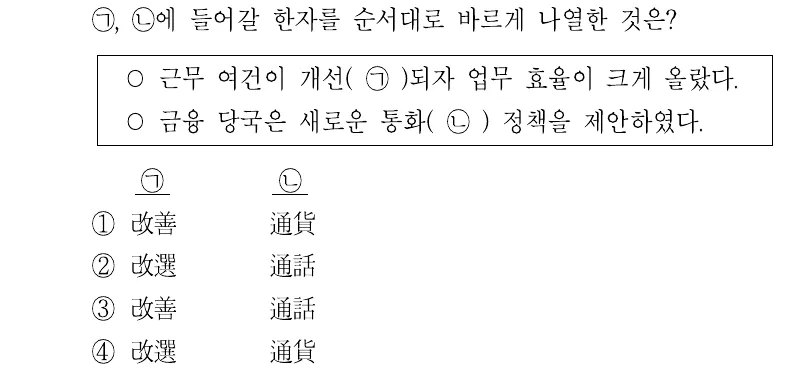 ㉠, ㉡에 들어갈 한자를 순서대로 바르게 나열한 것은?
○ 근무 여건이 개선( ㉠ )되자 업무 효율이 크게 올랐다.
○ 금융 당국은 새로운 통화( ㉡ ) 정책을 제안하였다.
㉠ ㉡
① 改善 通貨
② 改選 通話
③ 改善 通話
④ 改選 通貨